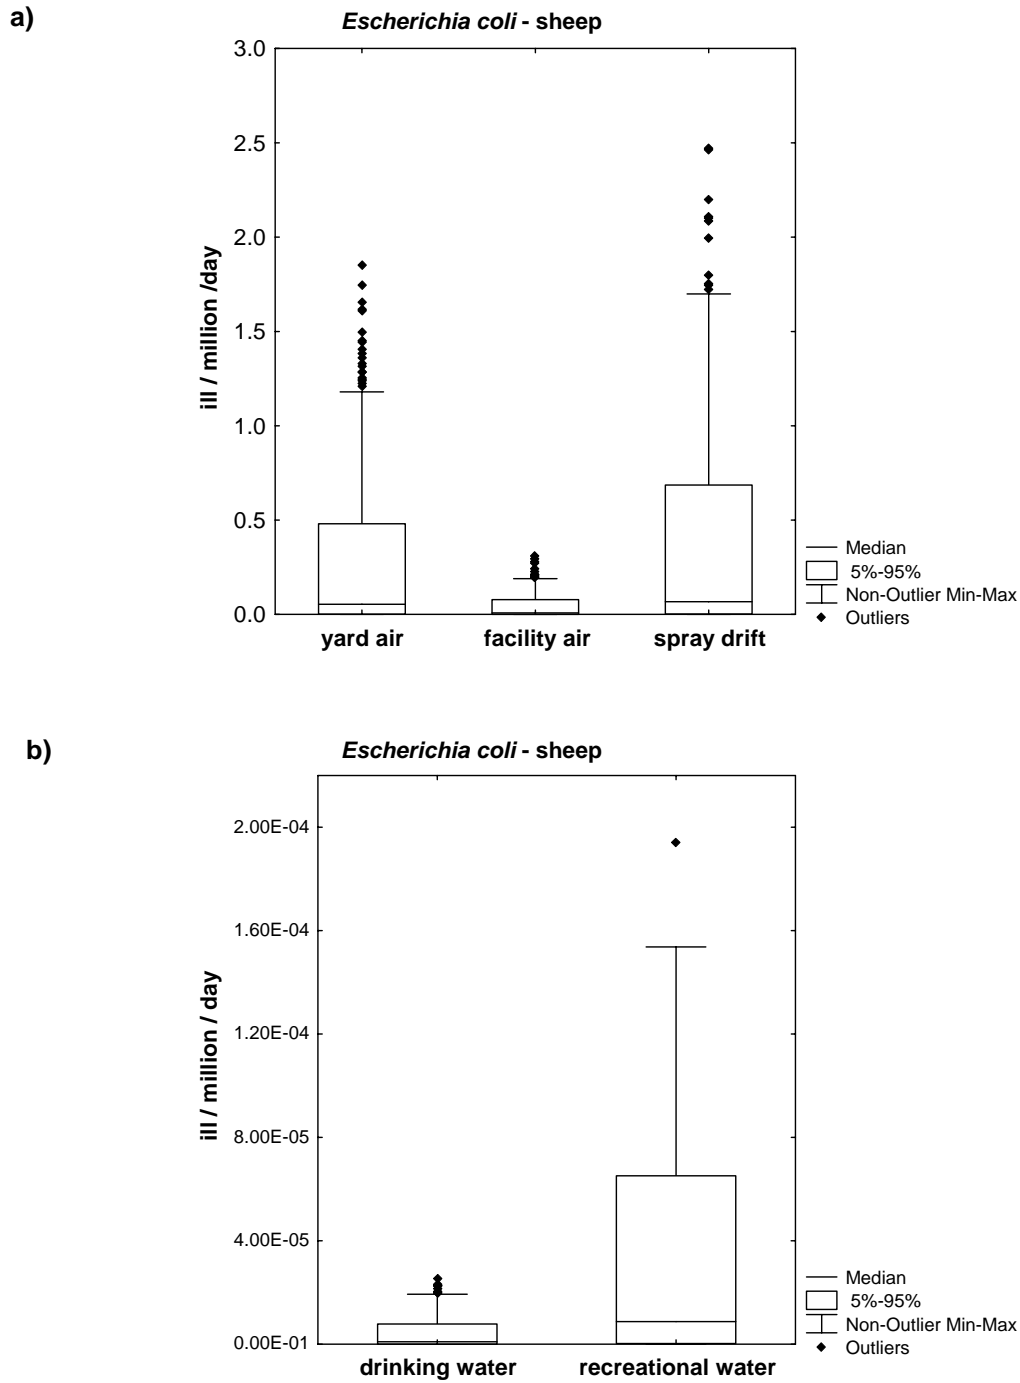 a)
Escherichia coli - sheep
3.0
2.5
2.0
1.5
1.0
0.5
0.0
ill / million /day
yard air facility air spray drift
Median
5%-95%
Non-Outlier Min-Max
Outliers
b)
Escherichia coli - sheep
2.00E-04
1.60E-04
1.20E-04
8.00E-05
4.00E-05
0.00E-01
ill / million / day
drinking water recreational water
Median
5%-95%
Non-Outlier Min-Max
Outliers